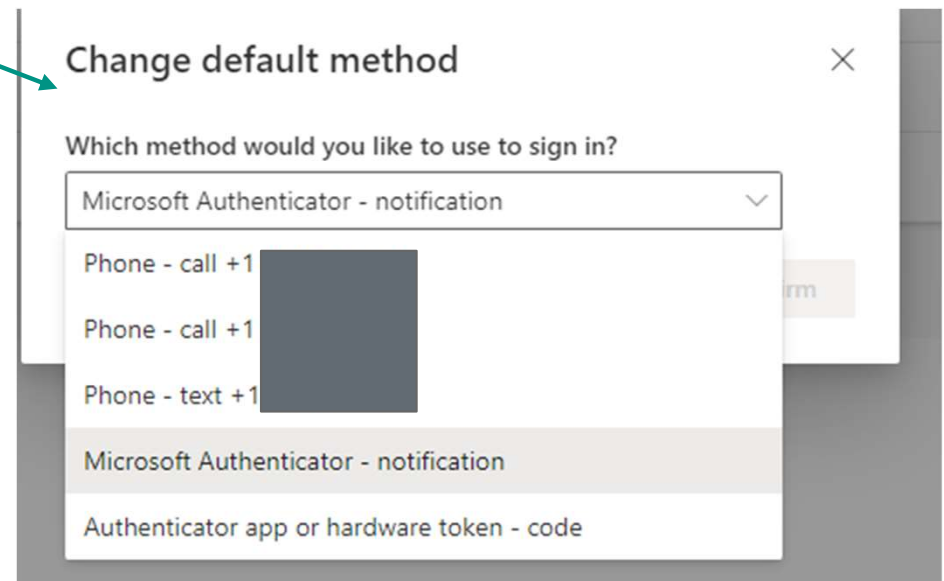 Change default method
Which method would you like to use to sign in?
Microsoft Authenticator - notification
Phone - call +1
Phone - call +1
Phone - text +1
Microsoft Authenticator - notification
Authenticator app or hardware token - code